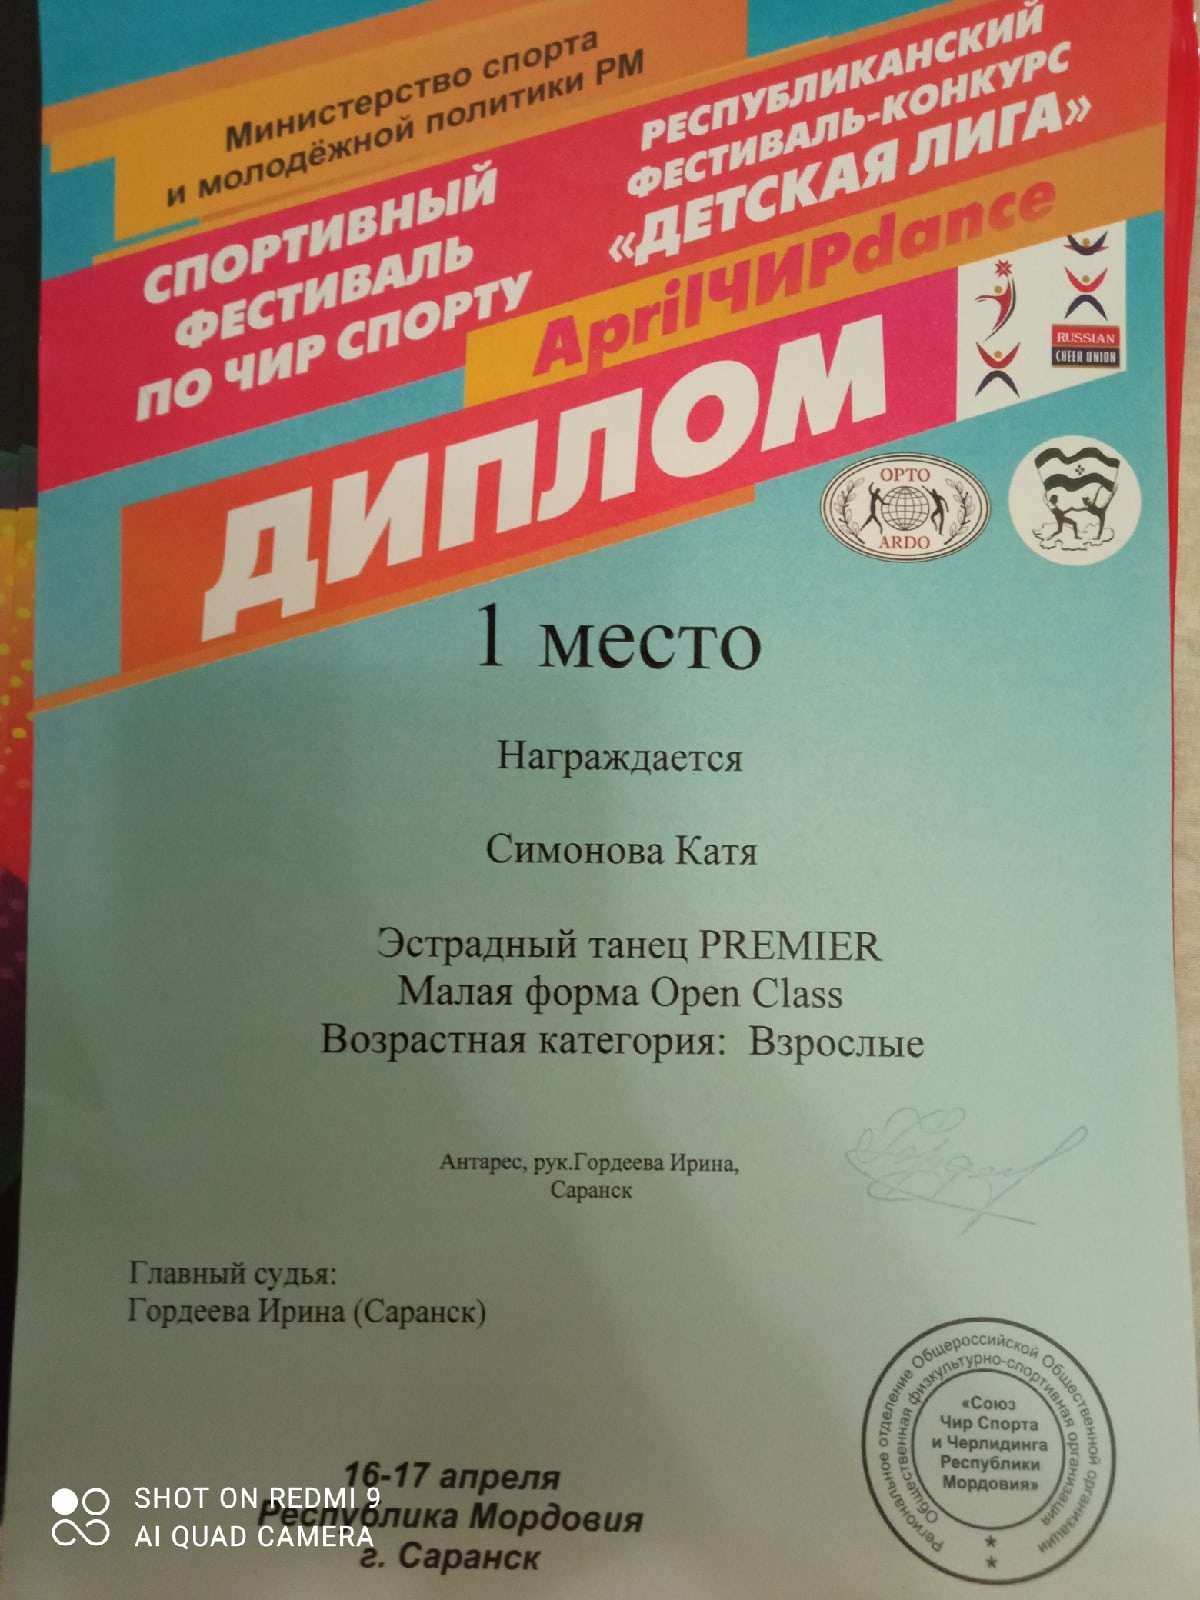 Министерство спорта
и молодёжной политики РМ
СПОРТИВНЫЙ
ФЕСТИВАЛЬ
ПО ЧИР СПОРТУ
РЕСПУБЛИКАНСКИЙ
ФЕСТИВАЛЬ-КОНКУРС
«ДЕТСКАЯ ЛИГА»
AprilЧИРdance
ДИПЛОМ
RUSSIAN
CHEER UNION
ОРТО
ARDO
1 место
Награждается
Симонова Катя
Эстрадный танец PREMIER
Малая форма Open Class
Возрастная категория: Взрослые
Антарес, рук.Гордеева Ирина,
Саранск
Главный судья:
Гордеева Ирина (Саранск)
Региональное отделение Общероссийской Общественной организации
Общественная физкультурно-спортивная организация
«Союз
Чир Спорта
и Черлидинга
Республики
Мордовия»
16-17 апреля
Республика Мордовия
г. Саранск
SHOT ON REDMI 9
AI QUAD CAMERA